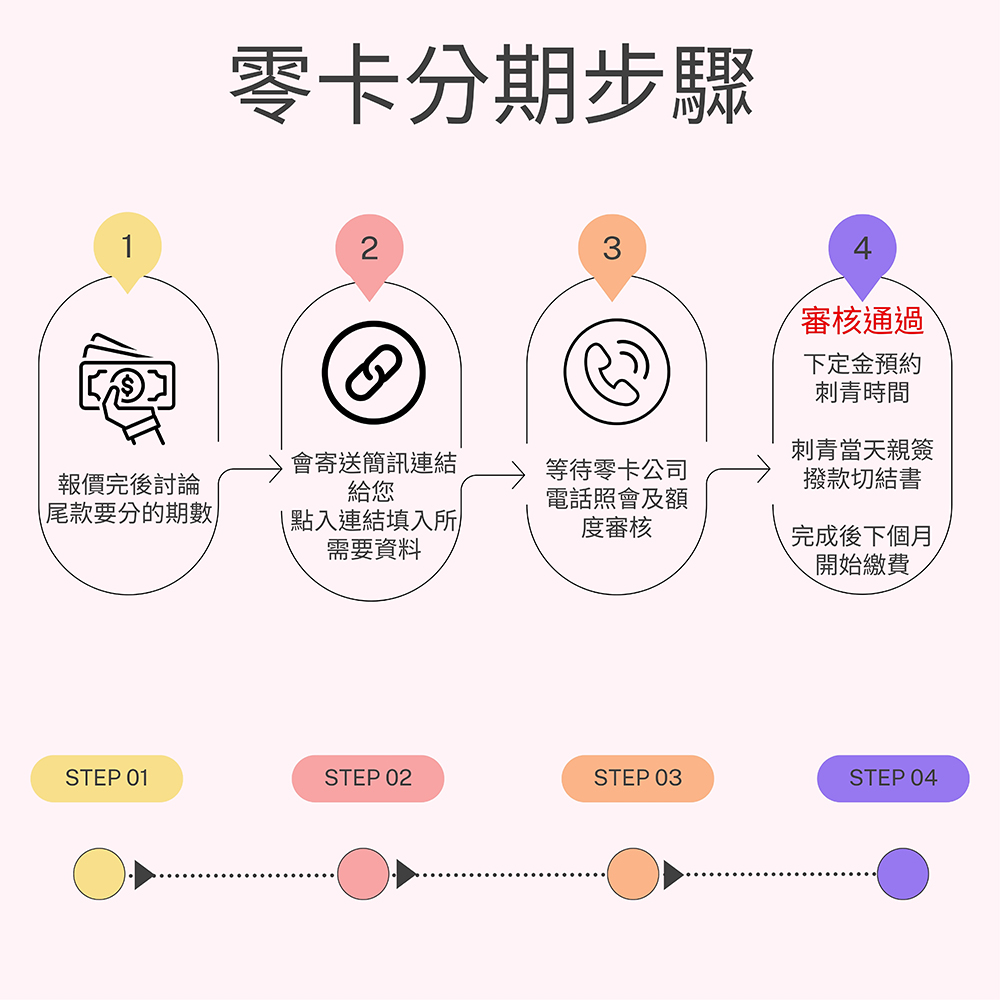 零卡分期步驟
1
報價完後討論
尾款要分的期數
2
會寄送簡訊連結
給您
點入連結填入所
需要資料
3
等待零卡公司
電話照會及額
度審核
4
審核通過
下定金預約
刺青時間
刺青當天親簽
撥款切結書
完成後下個月
開始繳費
STEP 01
STEP 02
STEP 03
STEP 04